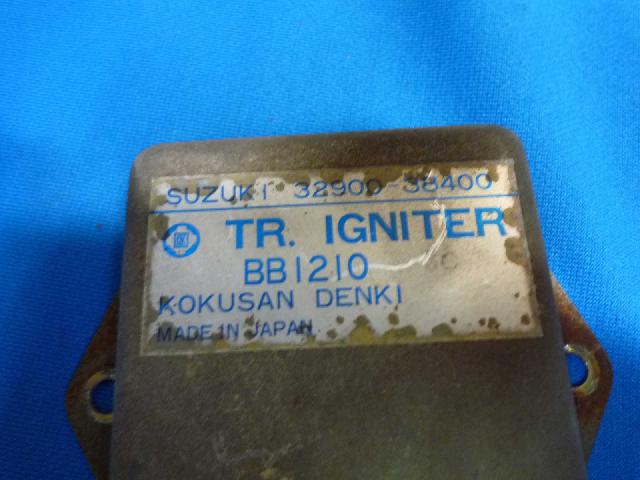 SUZUKI 32900-38400
TR. IGNITER
BB1210
KOKUSAN DENKI
MADE IN JAPAN